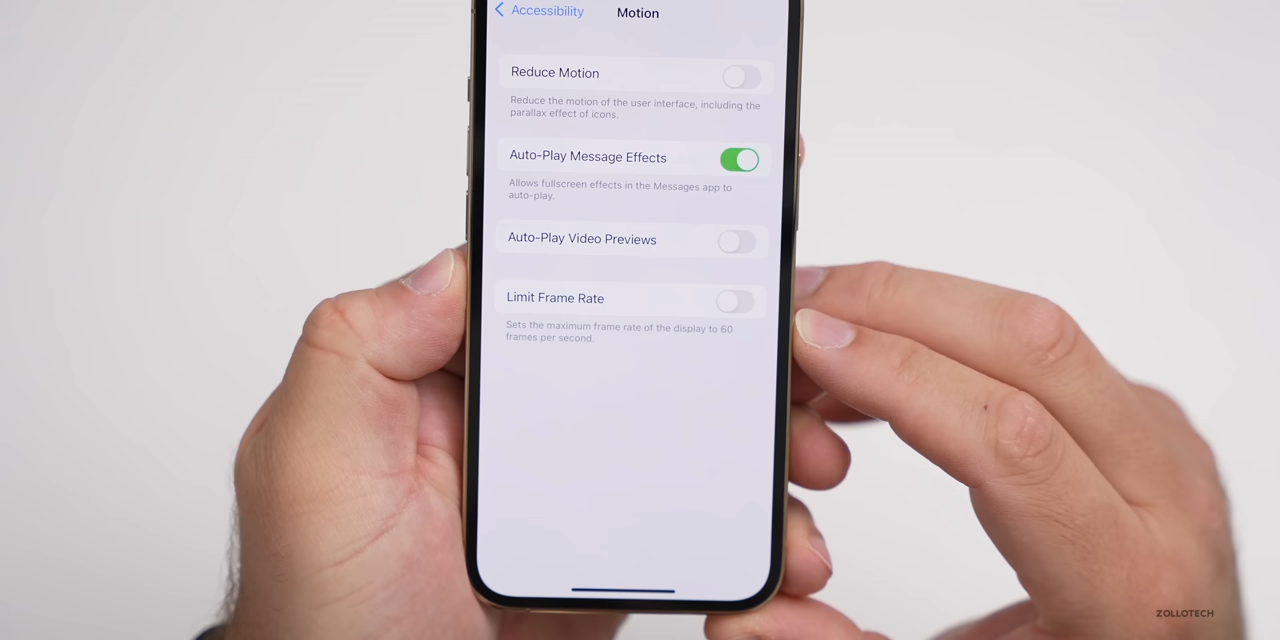 Accessibility
Motion
Reduce Motion
Reduce the motion of the user interface, including the
parallax effect of icons.
Auto-Play Message Effects
Allows fullscreen effects in the Messages app to
auto-play.
Auto-Play Video Previews
Limit Frame Rate
Sets the maximum frame rate of the display to 60
frames per second.
ZOLLOTECH